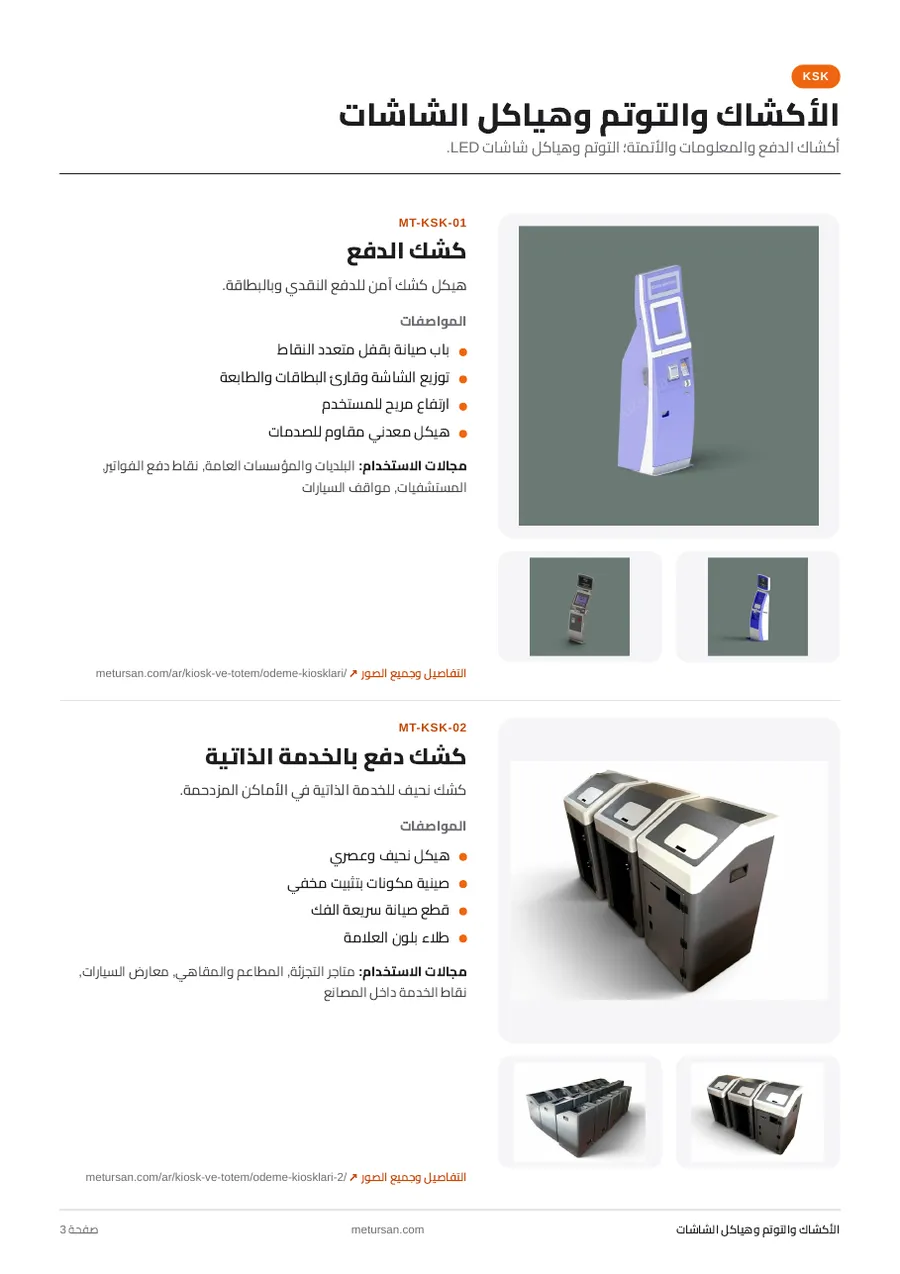 KSK
الأكشاك والتوتم وهياكل الشاشات
أكشاك الدفع والمعلومات والأتمتة؛ التوتم وهياكل شاشات LED.
MT-KSK-01
كشك الدفع
هيكل كشك آمن للدفع النقدي وبالبطاقة.
المواصفات
باب صيانة بقفل متعدد النقاط
توزيع الشاشة وقارئ البطاقات والطابعة
ارتفاع مريح للمستخدم
هيكل معدني مقاوم للصدمات
مجالات الاستخدام: البلديات والمؤسسات العامة, نقاط دفع الفواتير,
المستشفيات, مواقف السيارات
التفاصيل وجميع الصور ↗ metursan.com/ar/kiosk-ve-totem/odeme-kiosklari/
MT-KSK-02
كشك دفع بالخدمة الذاتية
كشك نحيف للخدمة الذاتية في الأماكن المزدحمة.
المواصفات
هيكل نحيف وعصري
صينية مكونات بتثبيت مخفي
قطع صيانة سريعة الفك
طلاء بلون العلامة
مجالات الاستخدام: متاجر التجزئة, المطاعم والمقاهي, معارض السيارات,
نقاط الخدمة داخل المصانع
التفاصيل وجميع الصور ↗ metursan.com/ar/kiosk-ve-totem/odeme-kiosklari-2/
الأكشاك والتوتم وهياكل الشاشات
metursan.com
صفحة 3